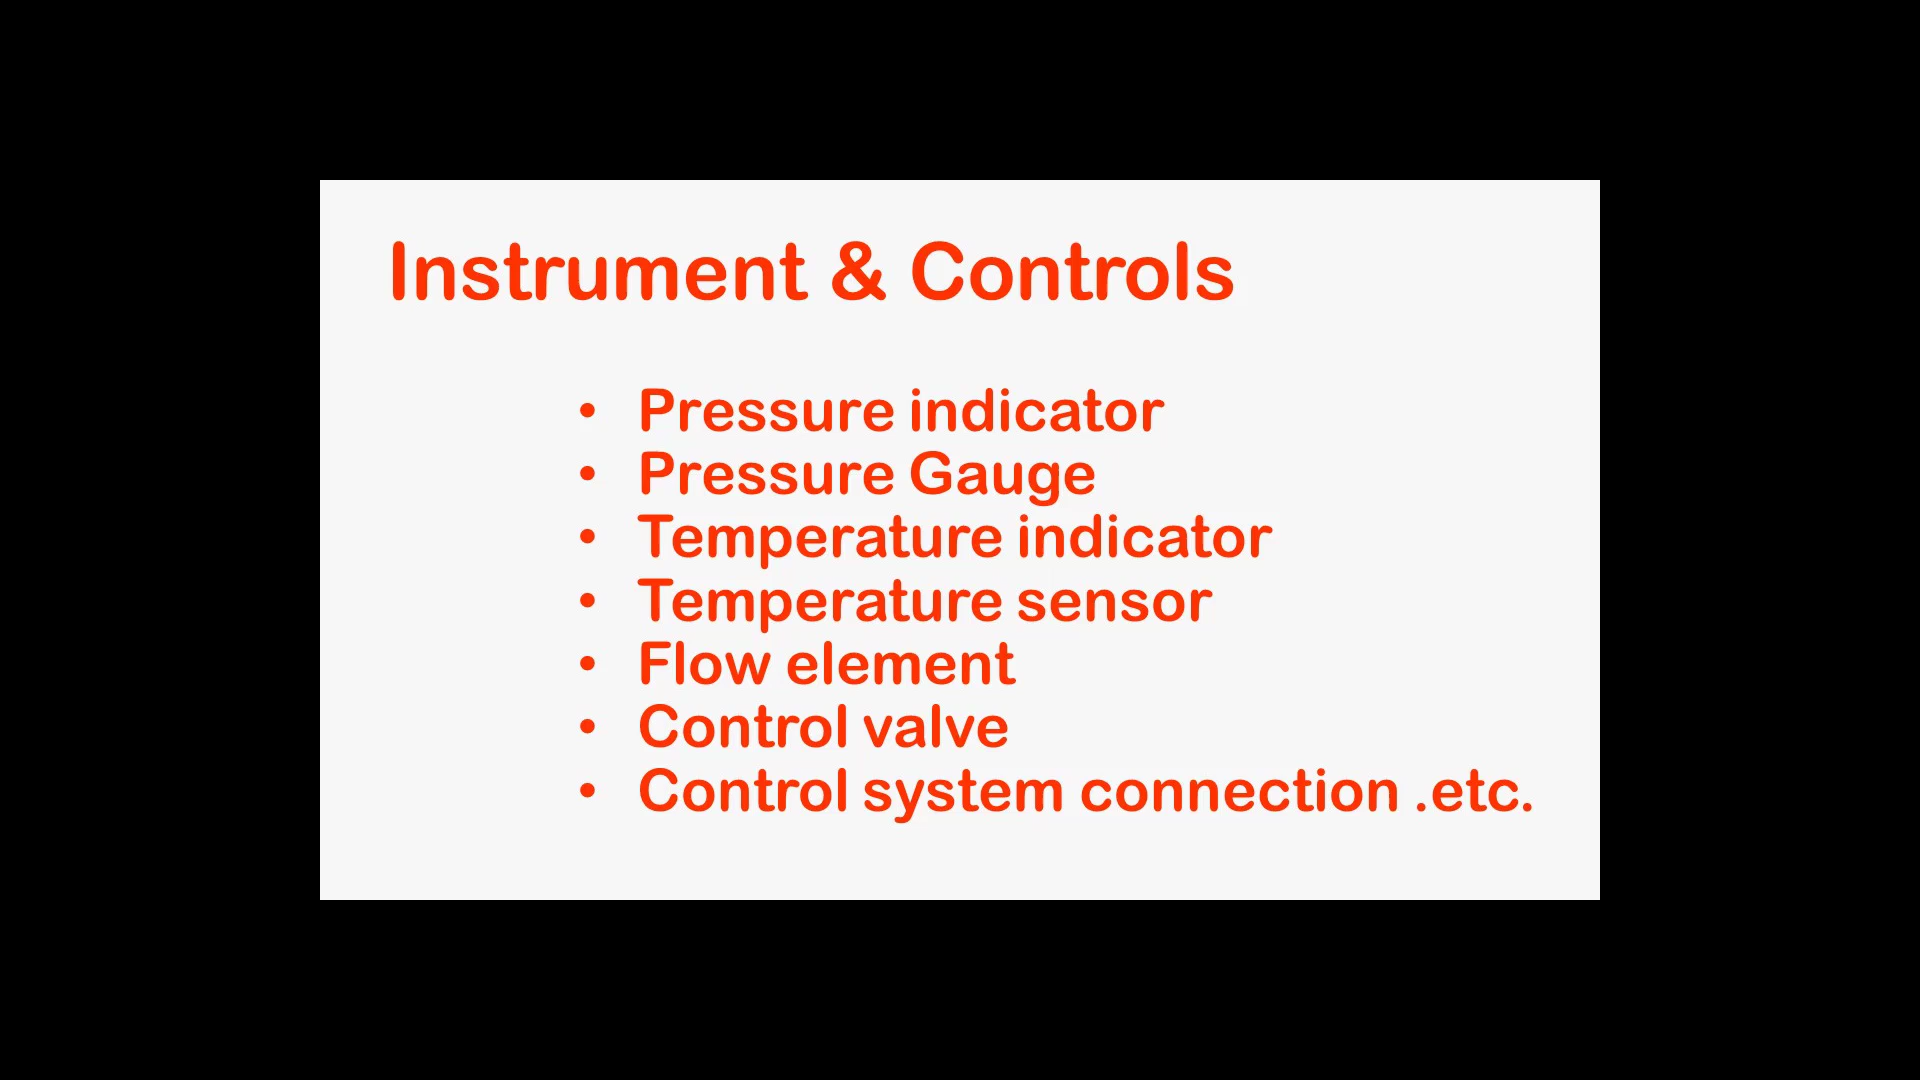 Instrument & Controls
• Pressure indicator
• Pressure Gauge
• Temperature indicator
• Temperature sensor
• Flow element
• Control valve
• Control system connection .etc.